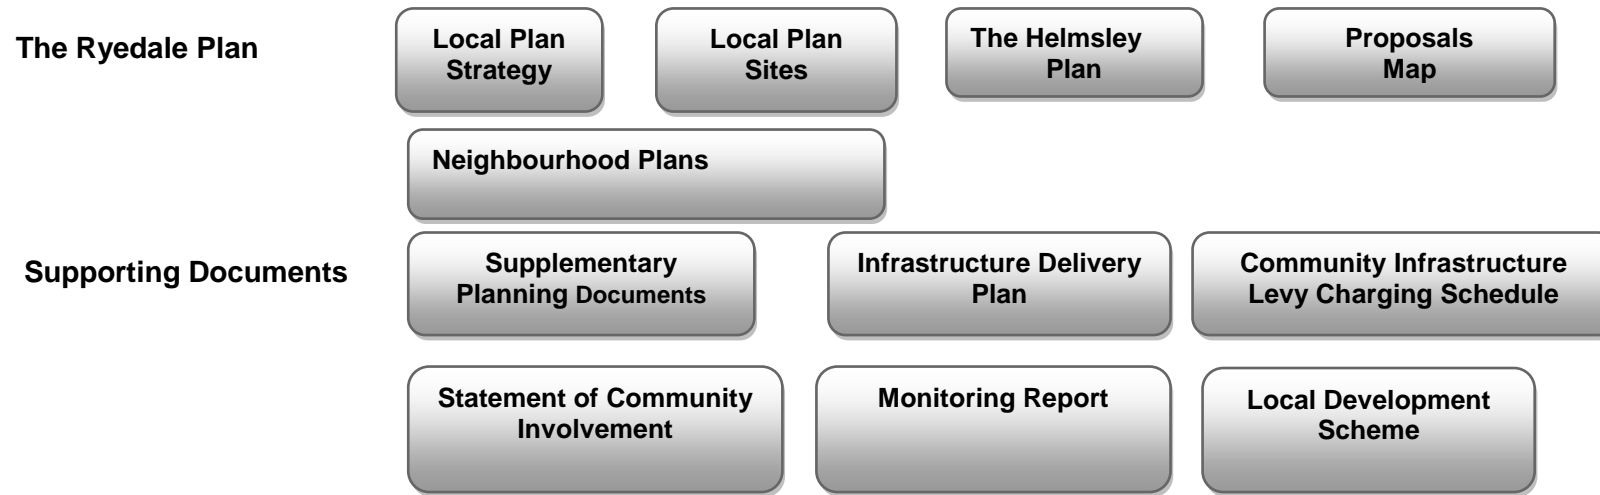 The Ryedale Plan
Local Plan
Strategy
Local Plan
Sites
The Helmsley
Plan
Proposals
Map
Neighbourhood Plans
Supporting Documents
Supplementary
Planning Documents
Infrastructure Delivery
Plan
Community Infrastructure
Levy Charging Schedule
Statement of Community
Involvement
Monitoring Report
Local Development
Scheme